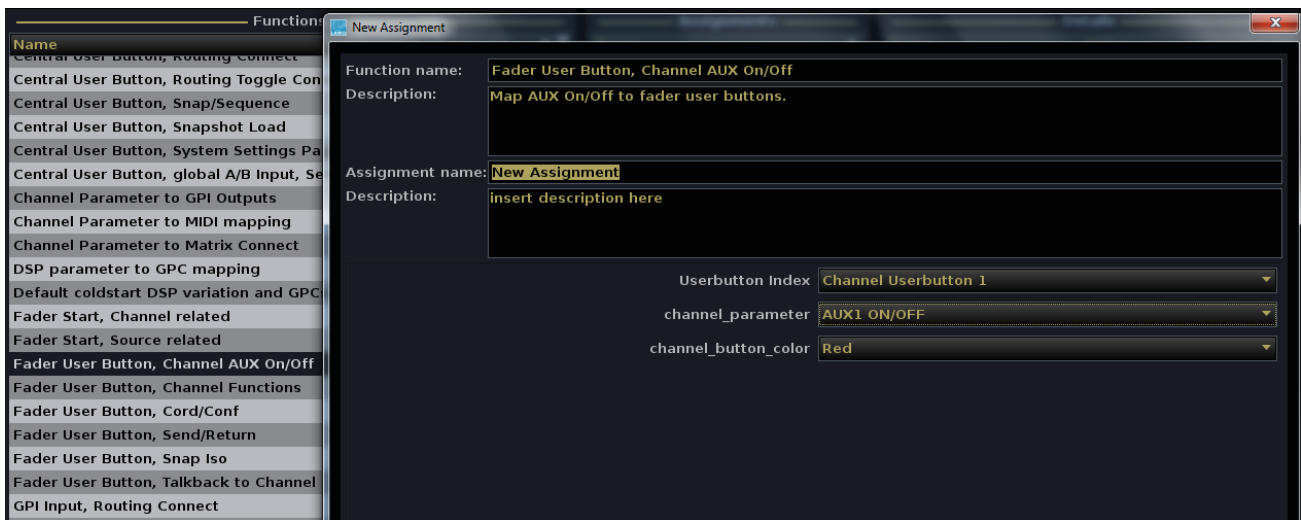 Functions
Name
Central User Button, Routing Connect
Central User Button, Routing Toggle Con
Central User Button, Snap/Sequence
Central User Button, Snapshot Load
Central User Button, System Settings Pa
Central User Button, global A/B Input, Se
Channel Parameter to GPI Outputs
Channel Parameter to MIDI mapping
Channel Parameter to Matrix Connect
DSP parameter to GPC mapping
Default coldstart DSP variation and GPC
Fader Start, Channel related
Fader Start, Source related
Fader User Button, Channel AUX On/Off
Fader User Button, Channel Functions
Fader User Button, Cord/Conf
Fader User Button, Send/Return
Fader User Button, Snap Iso
Fader User Button, Talkback to Channel
GPI Input, Routing Connect
New Assignment
Assignments
Details
x
Function name: Fader User Button, Channel AUX On/Off
Description: Map AUX On/Off to fader user buttons.
Assignment name: New Assignment
Description: insert description here
Userbutton Index Channel Userbutton 1
channel_parameter AUX1 ON/OFF
channel_button_color Red